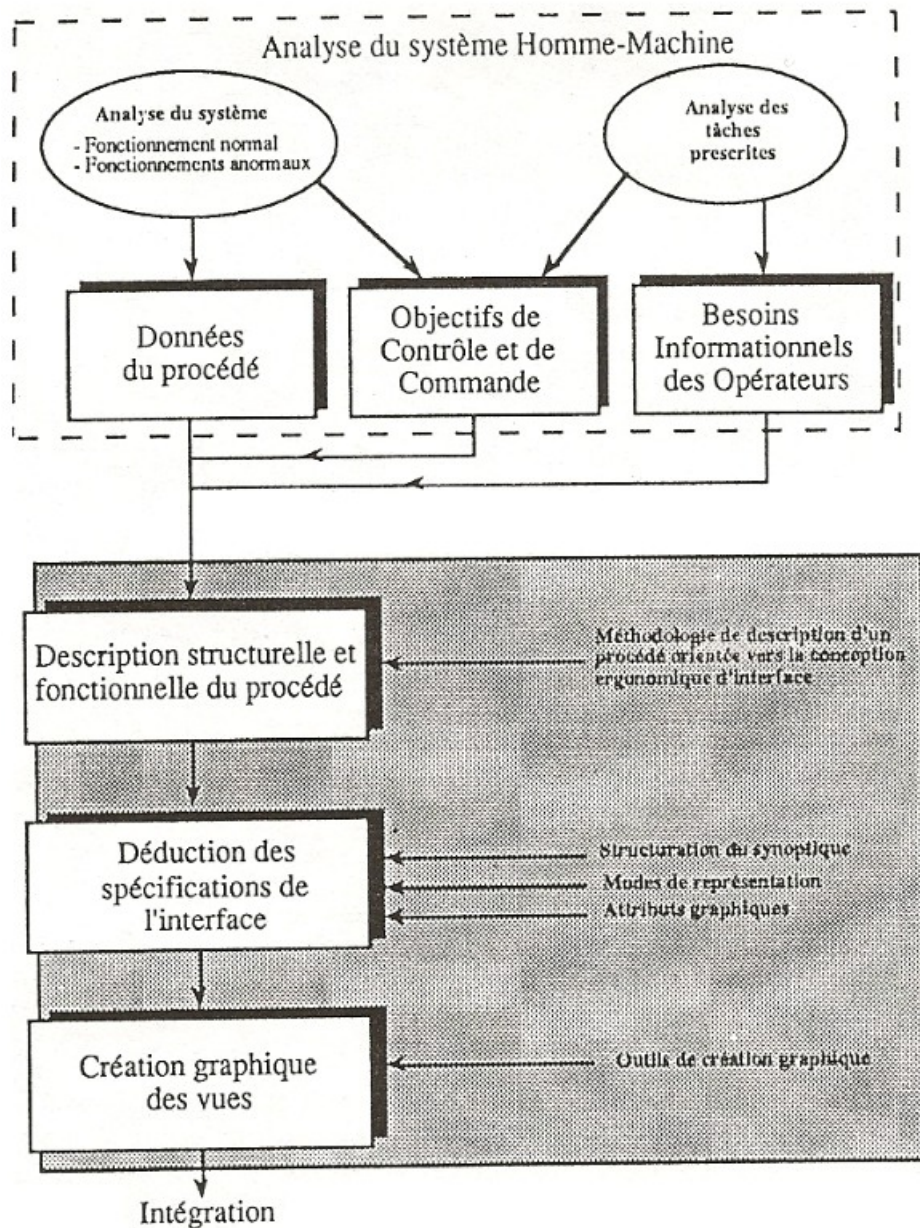 Analyse du système Homme-Machine
Analyse du système
- Fonctionnement normal
- Fonctionnements anormaux
Analyse des
tâches
prescrites
Données
du procédé
Objectifs de
Contrôle et de
Commande
Besoins
Informationnels
des Opérateurs
Description structurelle et
fonctionnelle du procédé
Méthodologie de description d'un
procédé orientée vers la conception
ergonomique d'interface
Déduction des
spécifications de
l'interface
Structuration du synoptique
Modes de représentation
Attributs graphiques
Création graphique
des vues
Outils de création graphique
Intégration